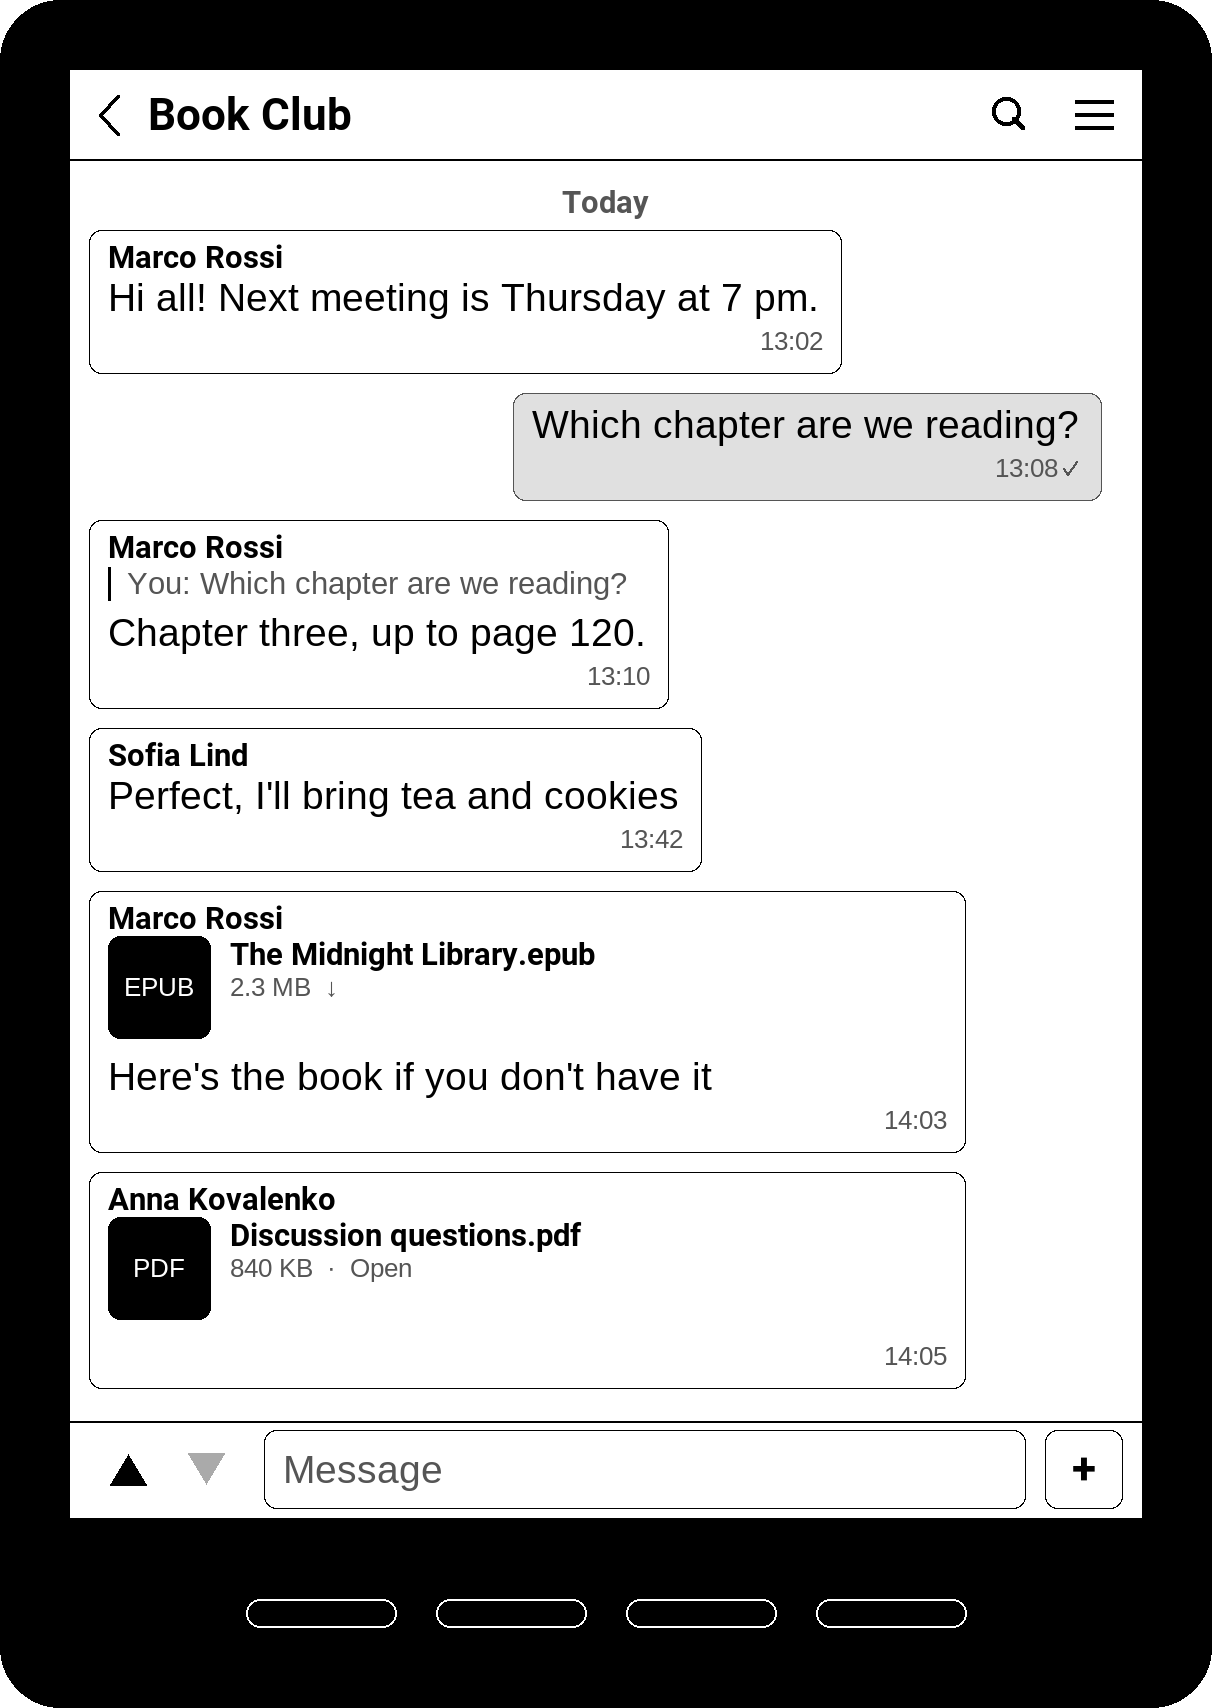 Book Club
Today
Marco Rossi
Hi all! Next meeting is Thursday at 7 pm.
13:02
Which chapter are we reading?
13:08✓
Marco Rossi
You: Which chapter are we reading?
Chapter three, up to page 120.
13:10
Sofia Lind
Perfect, I'll bring tea and cookies
13:42
Marco Rossi
EPUB
The Midnight Library.epub
2.3 MB ↓
Here's the book if you don't have it
14:03
Anna Kovalenko
PDF
Discussion questions.pdf
840 KB · Open
14:05
Message
+